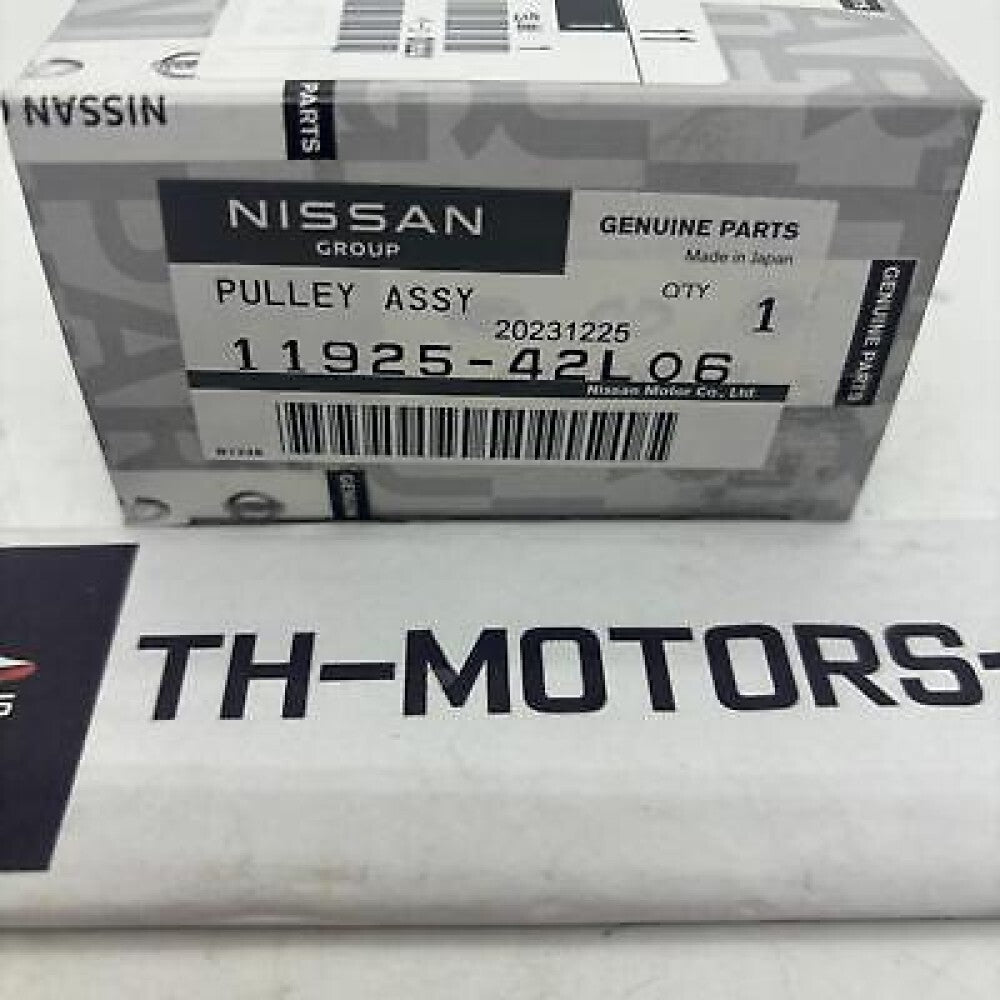 NISSAN
PARTS
NISSAN
GROUP
GENUINE PARTS
Made in Japan
PULLEY ASSY
Q'TY
1
20231225
11925-42L06
Nissan Motor Co., Ltd.
GENUINE PARTS
TH-MOTORS-